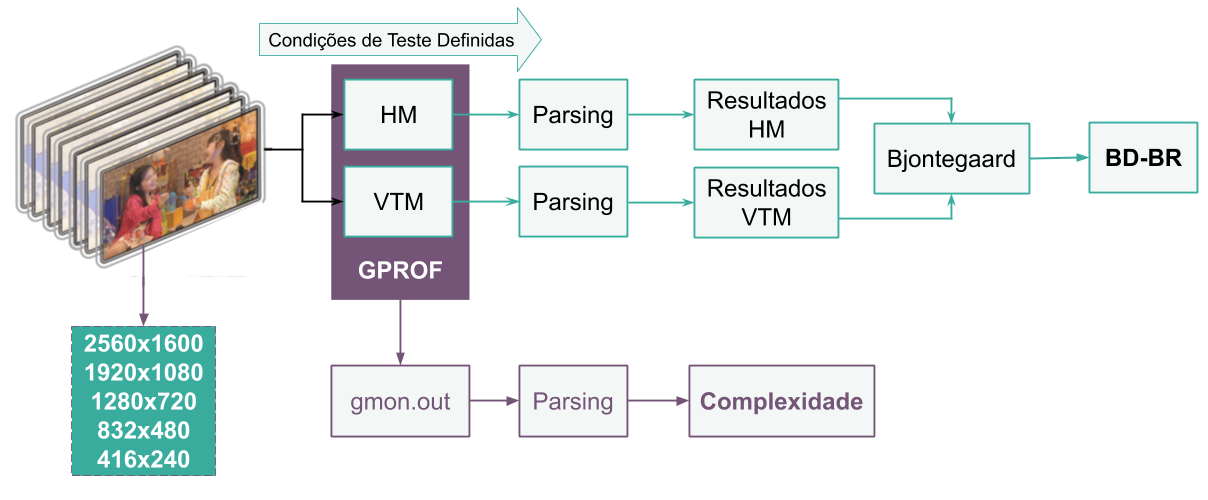 Condições de Teste Definidas
HM
Parsing
Resultados
HM
Bjontegaard
BD-BR
VTM
Parsing
Resultados
VTM
GPROF
2560x1600
1920x1080
1280x720
832x480
416x240
gmon.out
Parsing
Complexidade